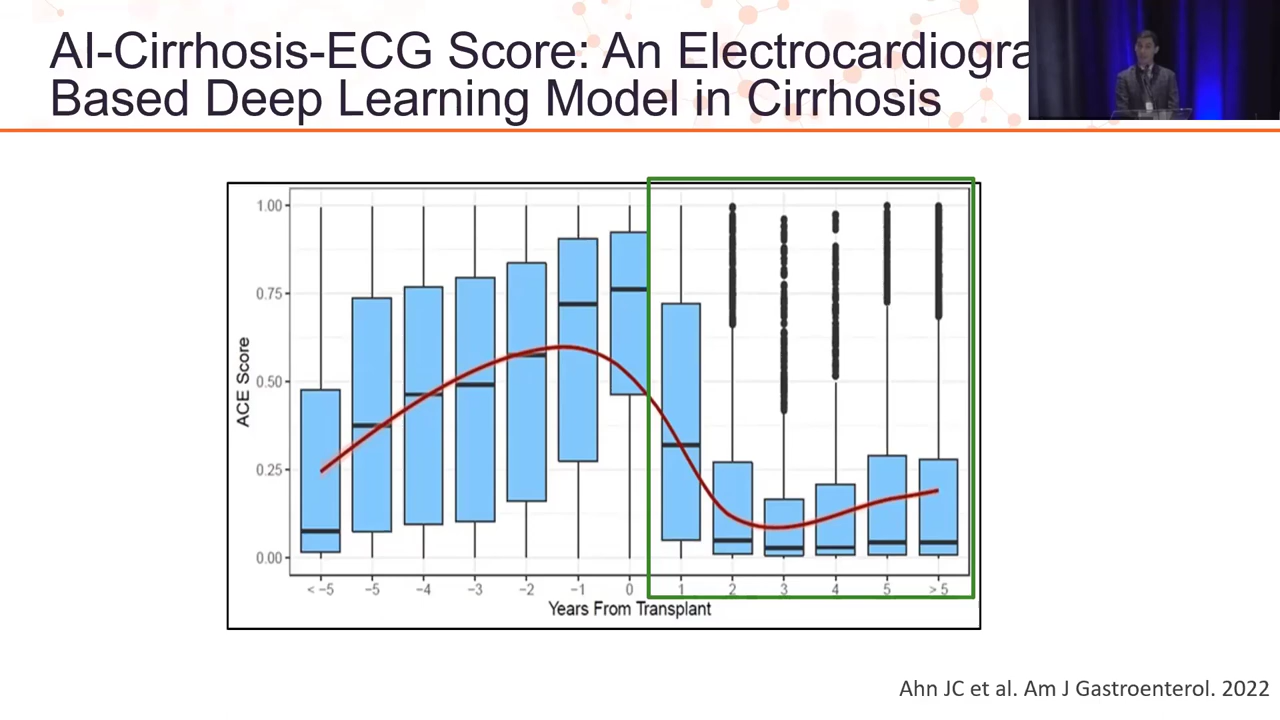 AI-Cirrhosis-ECG Score: An Electrocardiogra
Based Deep Learning Model in Cirrhosis
1.00
0.75
0.50
0.25
0.00
ACE Score
< −5 −5 −4 −3 −2 −1 0 1 2 3 4 5 > 5
Years From Transplant
Ahn JC et al. Am J Gastroenterol. 2022